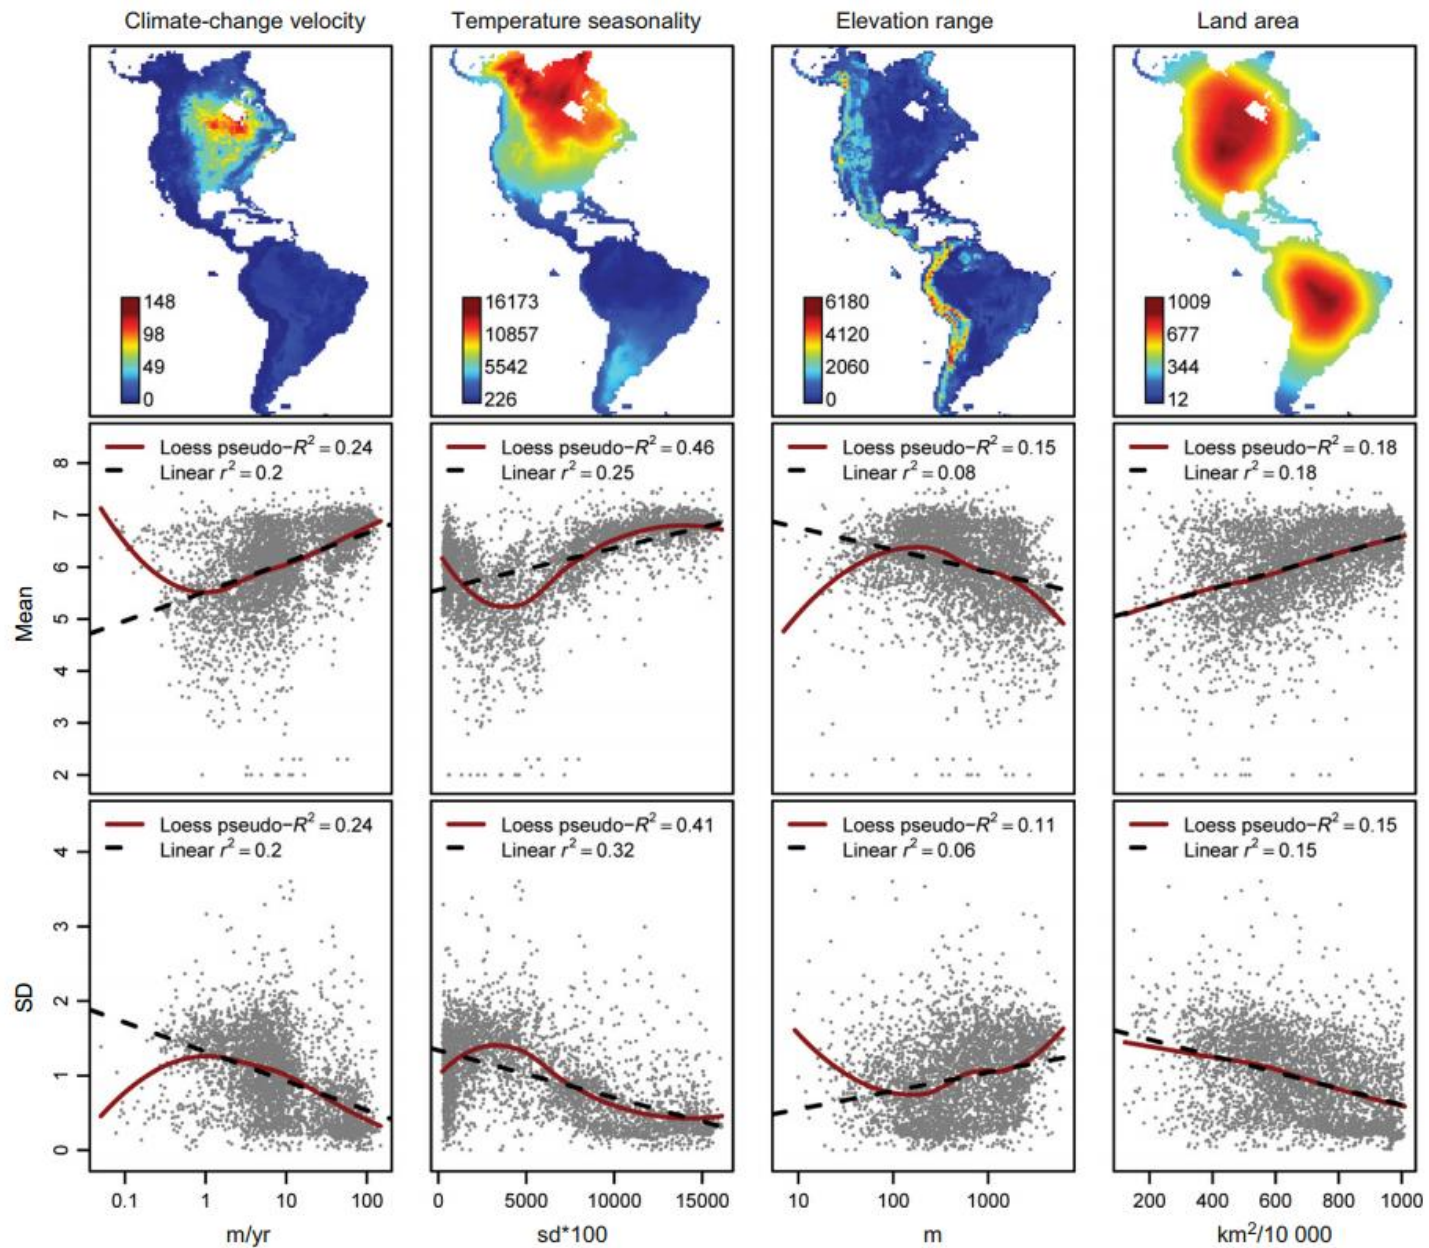 Climate-change velocity Temperature seasonality Elevation range Land area
148 16173 6180 1009
98 10857 4120 677
49 5542 2060 344
0 226 0 12
Loess pseudo−R² = 0.24 Loess pseudo−R² = 0.46 Loess pseudo−R² = 0.15 Loess pseudo−R² = 0.18
Linear r² = 0.2 Linear r² = 0.25 Linear r² = 0.08 Linear r² = 0.18
8
7
6
5
4
3
2
Mean
Loess pseudo−R² = 0.24 Loess pseudo−R² = 0.41 Loess pseudo−R² = 0.11 Loess pseudo−R² = 0.15
Linear r² = 0.2 Linear r² = 0.32 Linear r² = 0.06 Linear r² = 0.15
4
3
2
1
0
SD
0.1 1 10 100 0 5000 10000 15000 10 100 1000 200 400 600 800 1000
m/yr sd*100 m km²/10 000